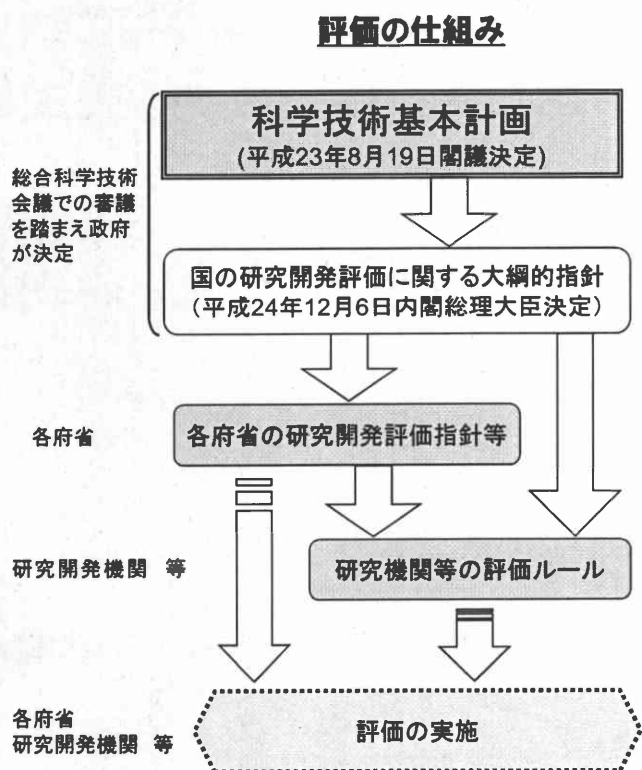 評価の仕組み
科学技術基本計画
(平成23年8月19日閣議決定)
総合科学技術
会議での審議
を踏まえ政府
が決定
国の研究開発評価に関する大綱的指針
（平成24年12月6日内閣総理大臣決定）
各府省
各府省の研究開発評価指針等
研究開発機関 等
研究機関等の評価ルール
各府省
研究開発機関 等
評価の実施